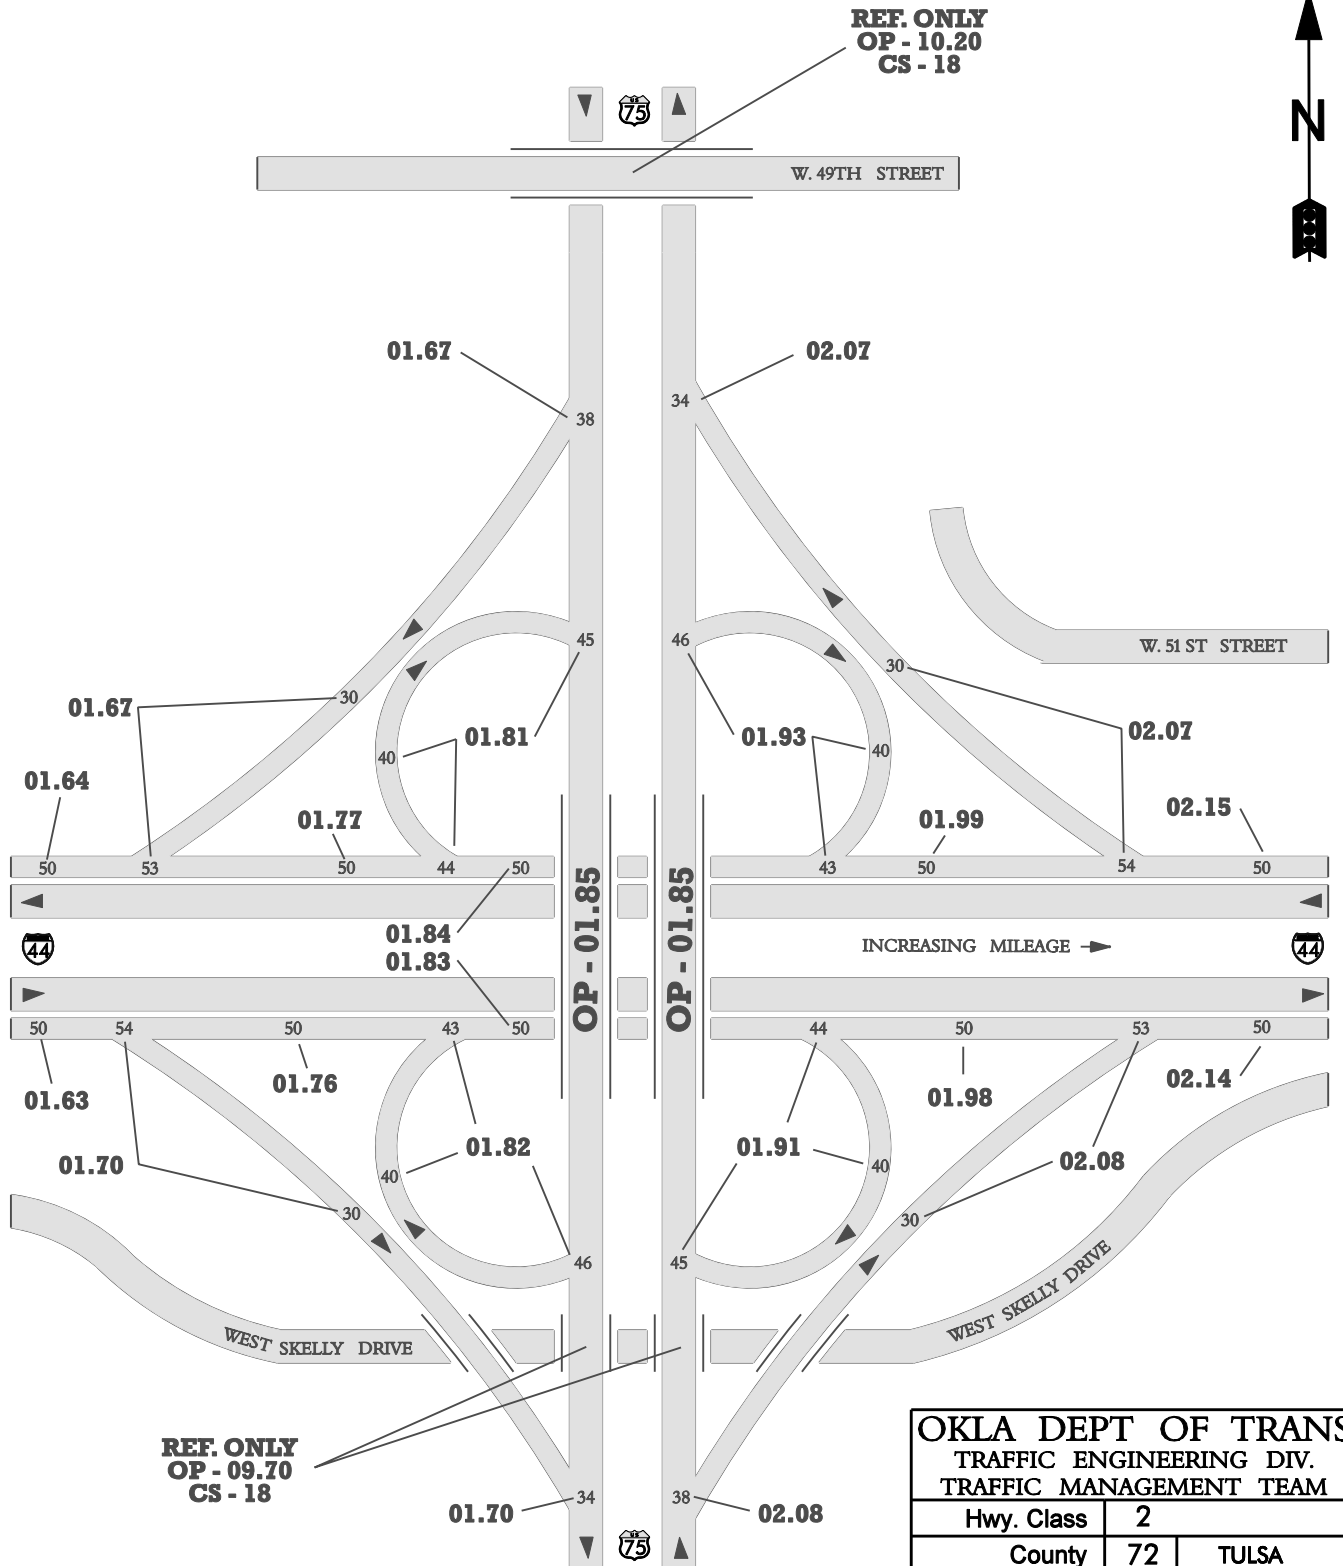 REF. ONLY
OP - 10.20
CS - 18
US
75
N
W. 49TH STREET
01.67
02.07
38
34
W. 51 ST STREET
45
46
30
30
01.67
01.81
01.93
02.07
40
40
01.64
01.77
01.99
02.15
50
53
50
44
50
43
50
54
50
OP - 01.85
OP - 01.85
01.84
01.83
44
INCREASING MILEAGE
44
50
54
50
43
50
44
50
53
50
01.63
01.76
01.98
02.14
01.70
01.82
01.91
02.08
40
40
30
30
46
45
WEST SKELLY DRIVE
WEST SKELLY DRIVE
REF. ONLY
OP - 09.70
CS - 18
01.70
34
38
02.08
US
75
OKLA DEPT OF TRANS
TRAFFIC ENGINEERING DIV.
TRAFFIC MANAGEMENT TEAM
Hwy. Class 2
County 72 TULSA